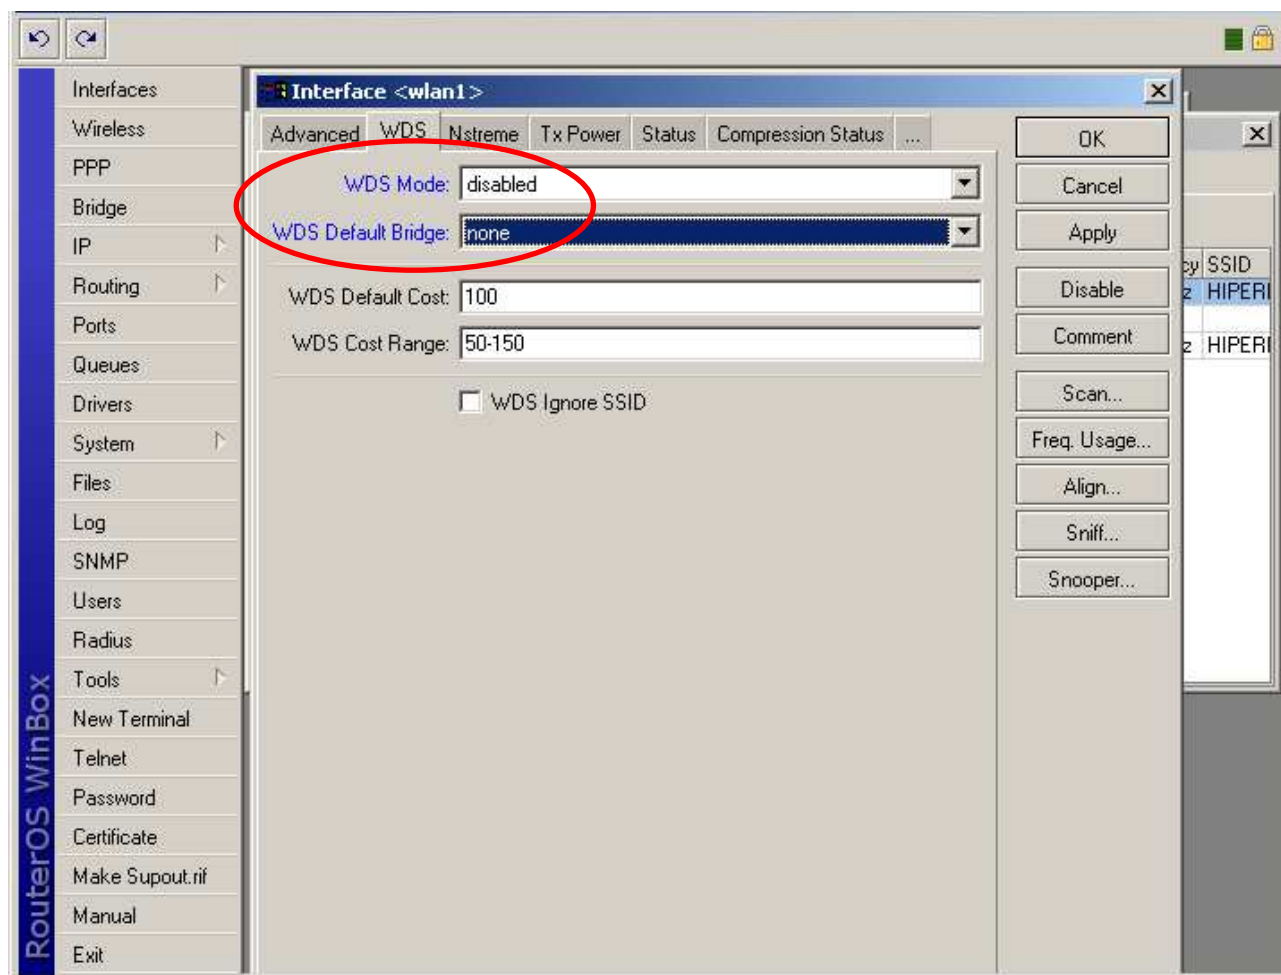 Interface <wlan1>
Interfaces
Wireless
PPP
Bridge
IP
Routing
Ports
Queues
Drivers
System
Files
Log
SNMP
Users
Radius
Tools
New Terminal
Telnet
Password
Certificate
Make Supout.rif
Manual
Exit
RouterOS WinBox
Advanced WDS Nstreme Tx Power Status Compression Status ...
WDS Mode: disabled
WDS Default Bridge: none
WDS Default Cost: 100
WDS Cost Range: 50-150
WDS Ignore SSID
OK
Cancel
Apply
Disable
Comment
Scan...
Freq. Usage...
Align...
Sniff...
Snooper...
cy SSID
z HIPERI
z HIPERI